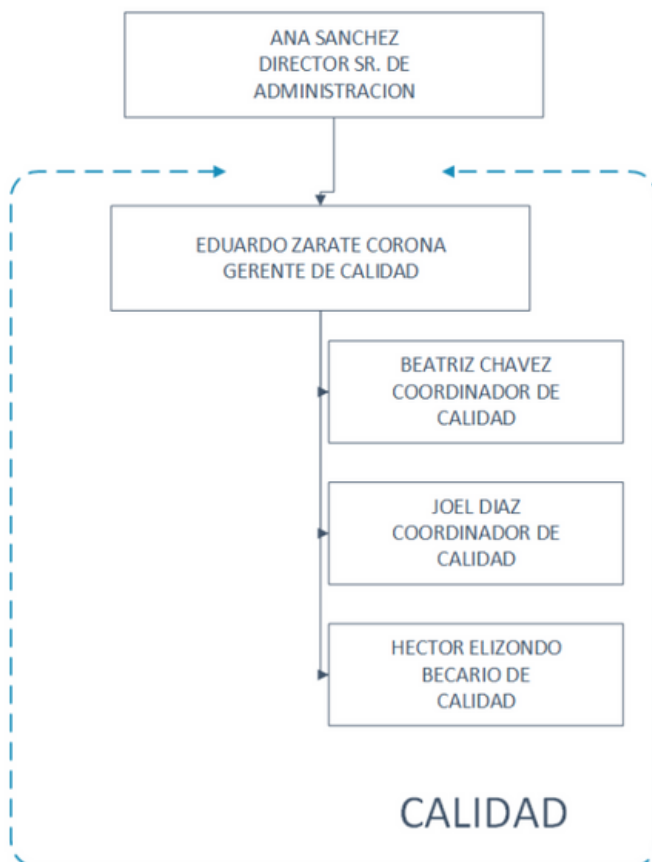 ANA SANCHEZ
DIRECTOR SR. DE
ADMINISTRACION
EDUARDO ZARATE CORONA
GERENTE DE CALIDAD
BEATRIZ CHAVEZ
COORDINADOR DE
CALIDAD
JOEL DIAZ
COORDINADOR DE
CALIDAD
HECTOR ELIZONDO
BECARIO DE
CALIDAD
CALIDAD